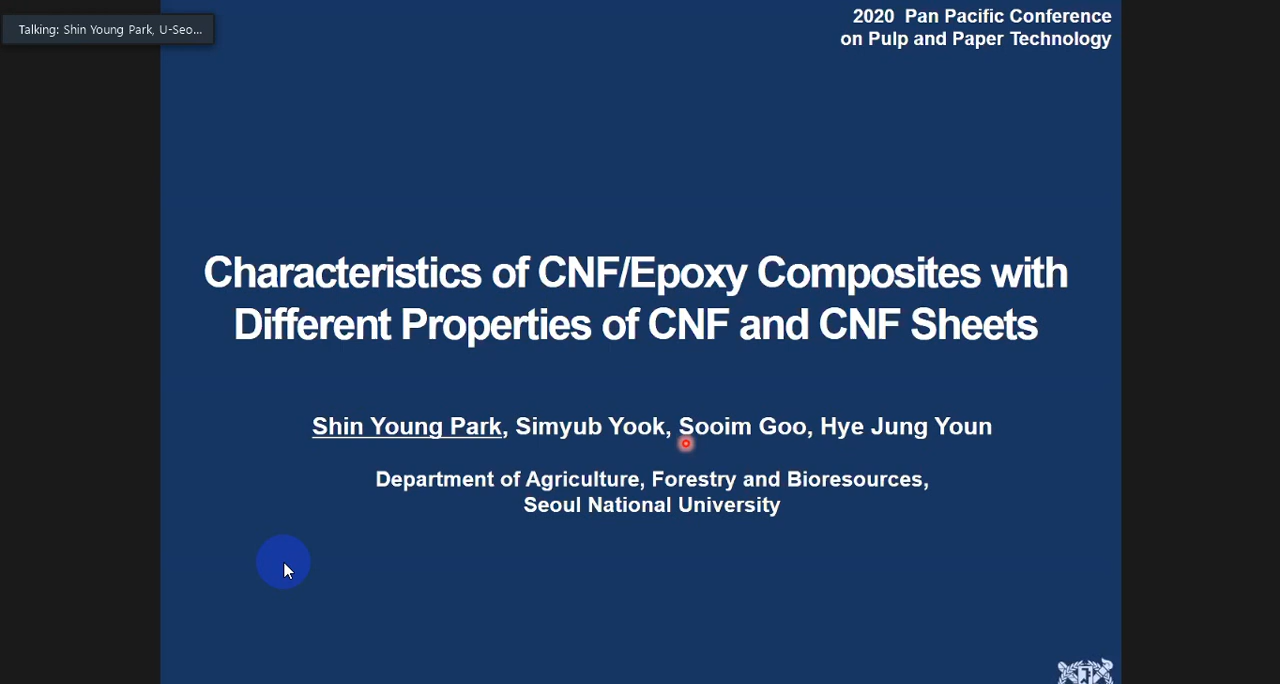 Talking: Shin Young Park, U-Seo...
2020 Pan Pacific Conference
on Pulp and Paper Technology
Characteristics of CNF/Epoxy Composites with
Different Properties of CNF and CNF Sheets
Shin Young Park, Simyub Yook, Sooim Goo, Hye Jung Youn
Department of Agriculture, Forestry and Bioresources,
Seoul National University